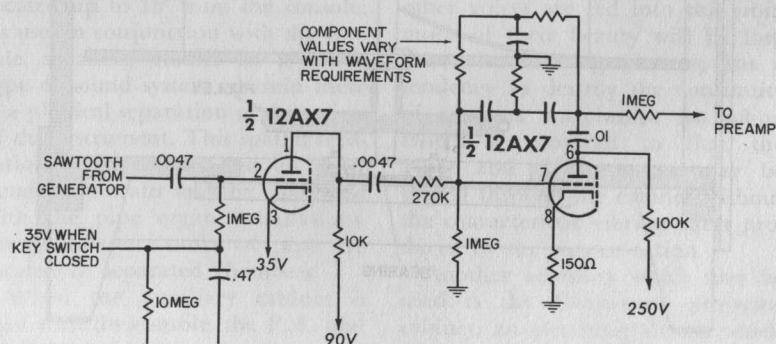 COMPONENT
VALUES VARY
WITH WAVEFORM
REQUIREMENTS
1MEG
TO
PREAMP
½ 12AX7
1
.0047
SAWTOOTH
FROM
GENERATOR
2
3
3.5V
.0047
270K
½ 12AX7
.01
6
7
8
1MEG
10K
1MEG
150Ω
100K
35V WHEN
KEY SWITCH
CLOSED
.47
10MEG
90V
250V